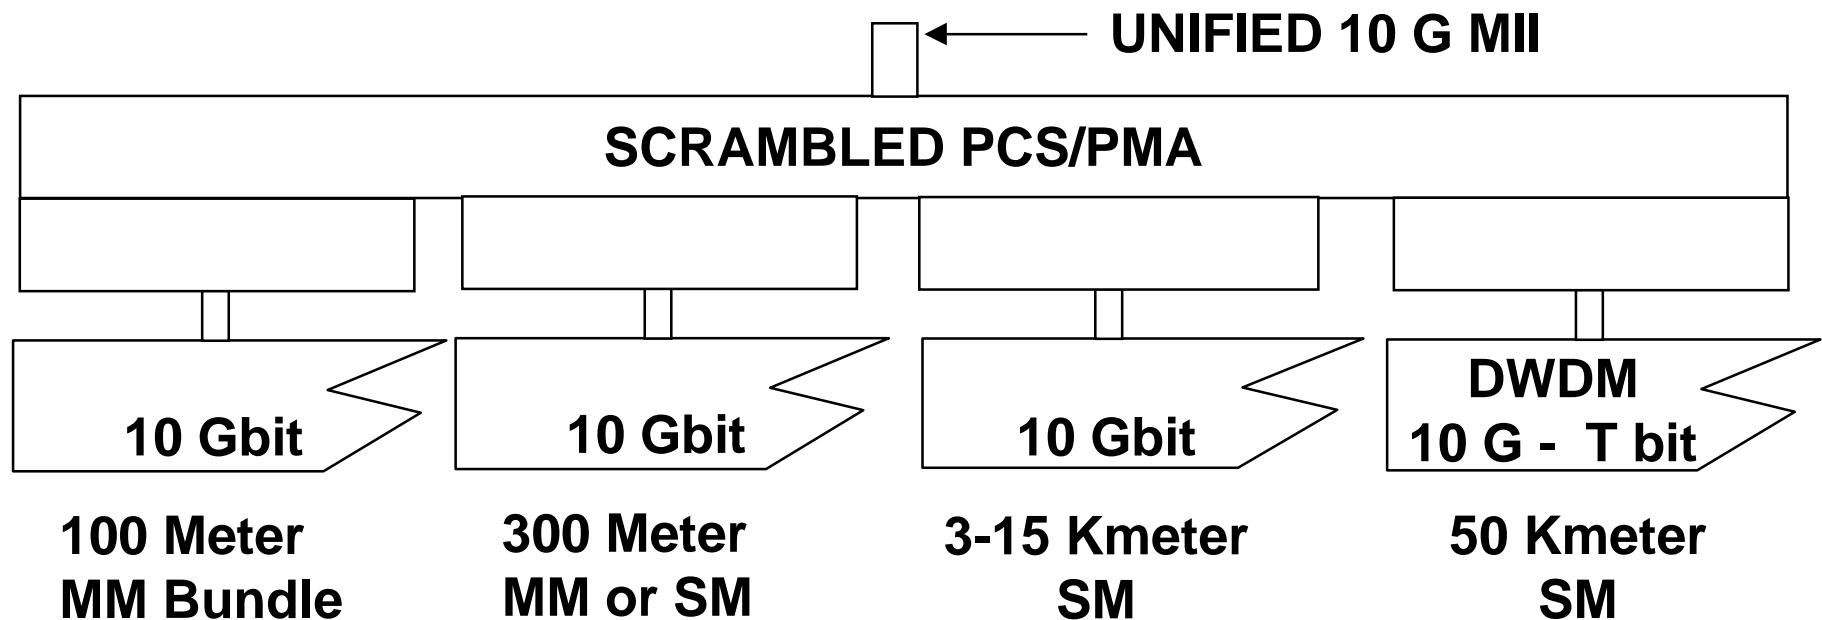 UNIFIED 10 G MII
SCRAMBLED PCS/PMA
10 Gbit
10 Gbit
10 Gbit
DWDM
10 G - T bit
100 Meter
MM Bundle
300 Meter
MM or SM
3-15 Kmeter
SM
50 Kmeter
SM